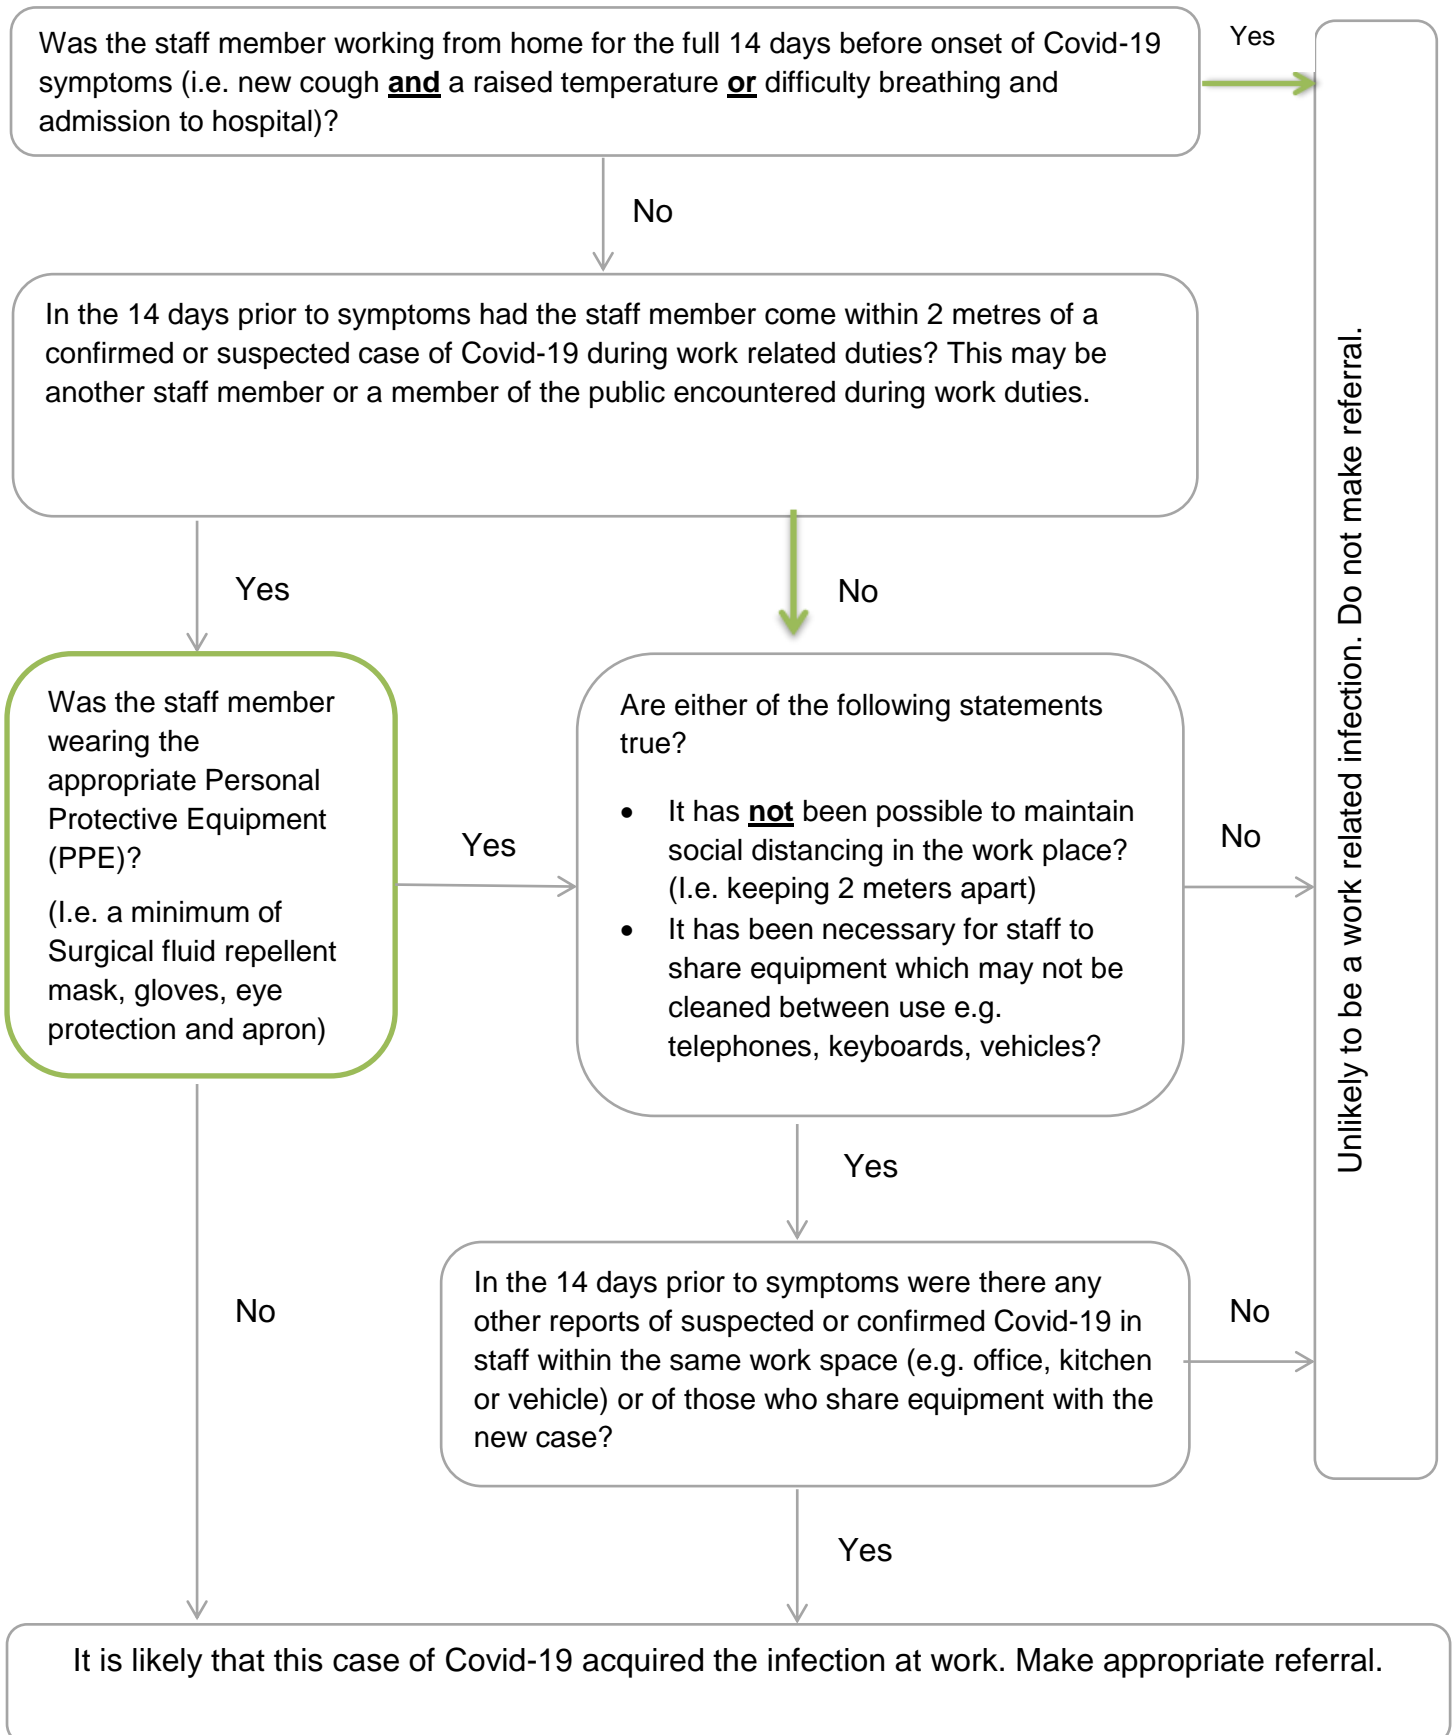 Was the staff member working from home for the full 14 days before onset of Covid-19
symptoms (i.e. new cough and a raised temperature or difficulty breathing and
admission to hospital)?
Yes
No
In the 14 days prior to symptoms had the staff member come within 2 metres of a
confirmed or suspected case of Covid-19 during work related duties? This may be
another staff member or a member of the public encountered during work duties.
Yes
No
Was the staff member
wearing the
appropriate Personal
Protective Equipment
(PPE)?
(I.e. a minimum of
Surgical fluid repellent
mask, gloves, eye
protection and apron)
Yes
Are either of the following statements
true?
• It has not been possible to maintain
social distancing in the work place?
(I.e. keeping 2 meters apart)
• It has been necessary for staff to
share equipment which may not be
cleaned between use e.g.
telephones, keyboards, vehicles?
No
Unlikely to be a work related infection. Do not make referral.
Yes
No
In the 14 days prior to symptoms were there any
other reports of suspected or confirmed Covid-19 in
staff within the same work space (e.g. office, kitchen
or vehicle) or of those who share equipment with the
new case?
No
Yes
It is likely that this case of Covid-19 acquired the infection at work. Make appropriate referral.